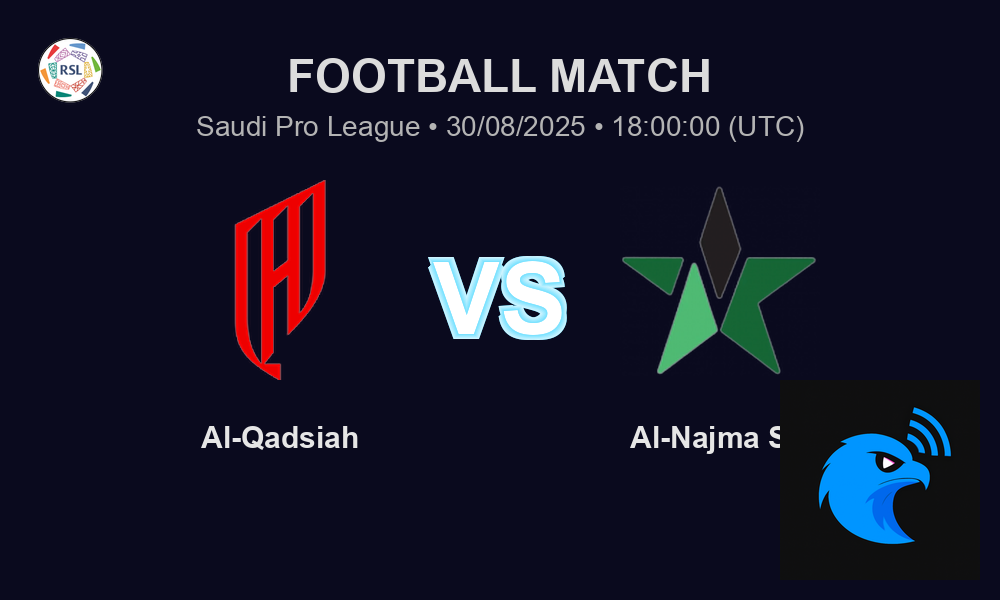 RSL
FOOTBALL MATCH
Saudi Pro League • 30/08/2025 • 18:00:00 (UTC)
VS
Al-Qadsiah
Al-Najma